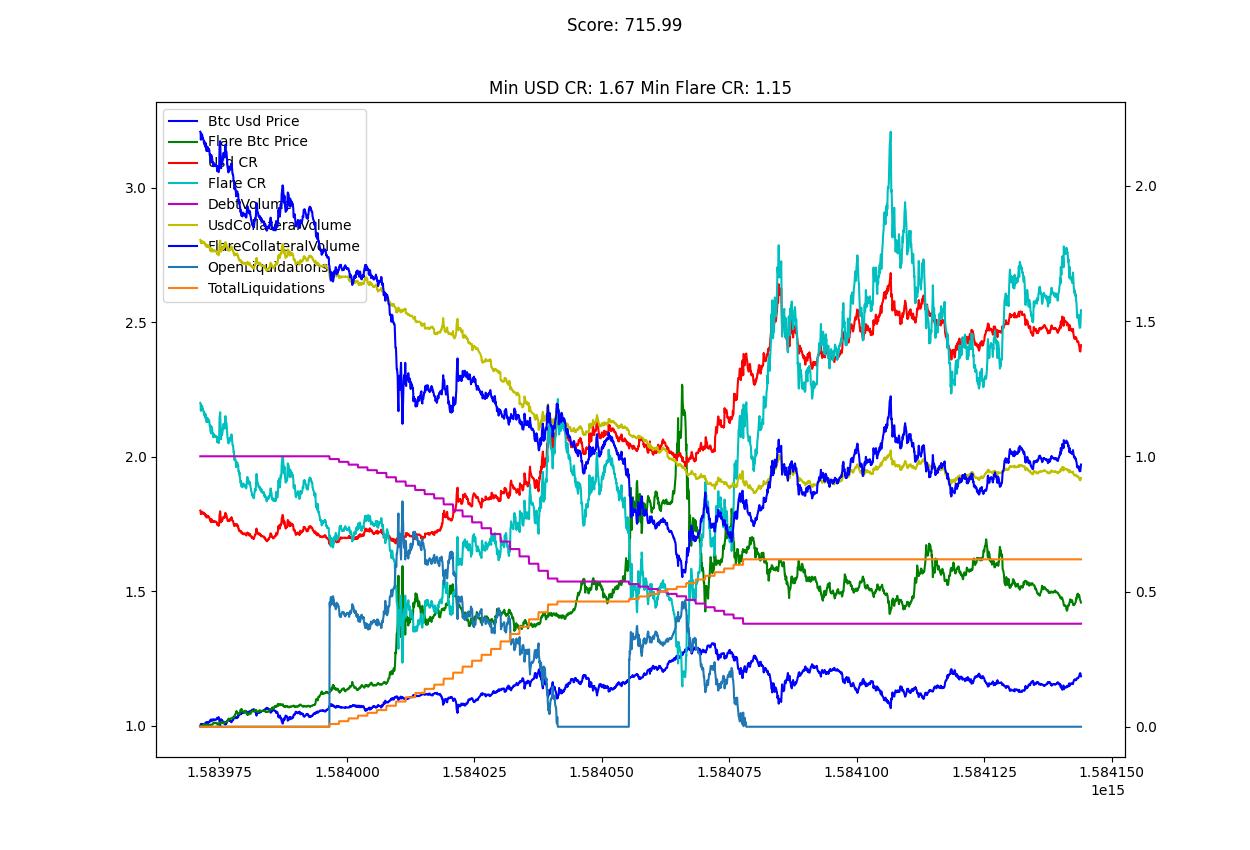 Score: 715.99
Min USD CR: 1.67 Min Flare CR: 1.15
Btc Usd Price
Flare Btc Price
Usd CR
Flare CR
DebtVolume
UsdCollateralVolume
FlareCollateralVolume
OpenLiquidations
TotalLiquidations
3.0
2.5
2.0
1.5
1.0
2.0
1.5
1.0
0.5
0.0
1.583975
1.584000
1.584025
1.584050
1.584075
1.584100
1.584125
1.584150
1e15